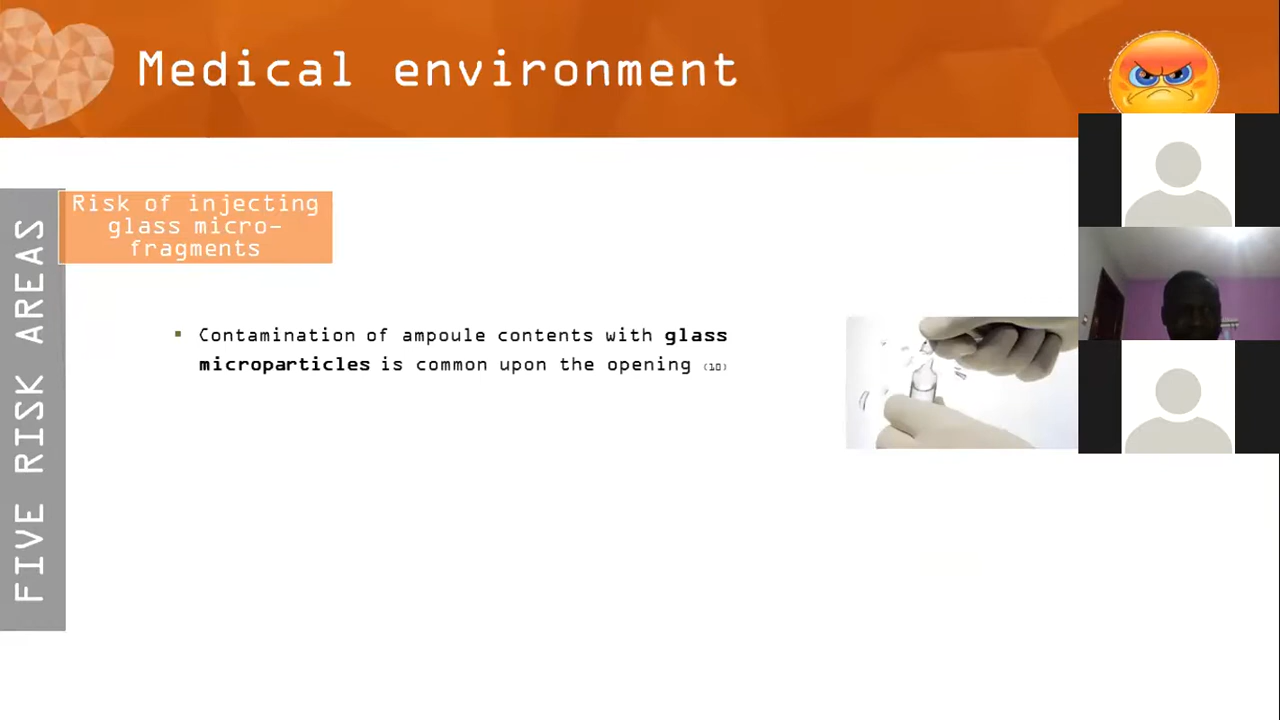 Medical environment
Risk of injecting
glass micro-
fragments
FIVE RISK AREAS
▪ Contamination of ampoule contents with glass
microparticles is common upon the opening (10)